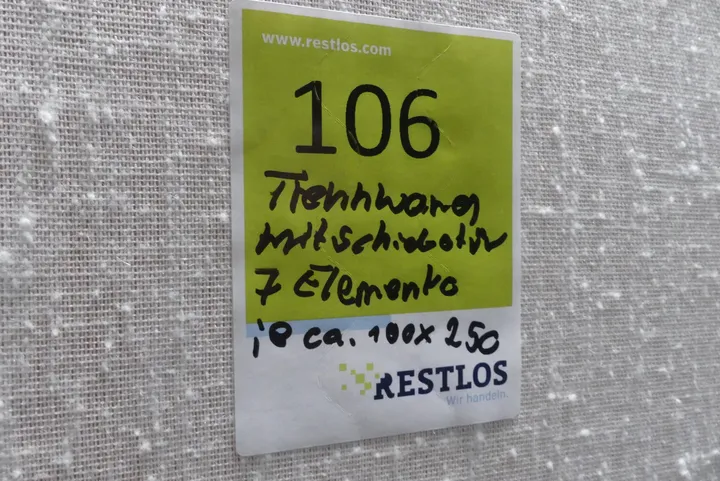 www.restlos.com
106
Trennwand
mit Schiebetür
7 Elemente
je ca. 100x250
RESTLOS
Wir handeln.